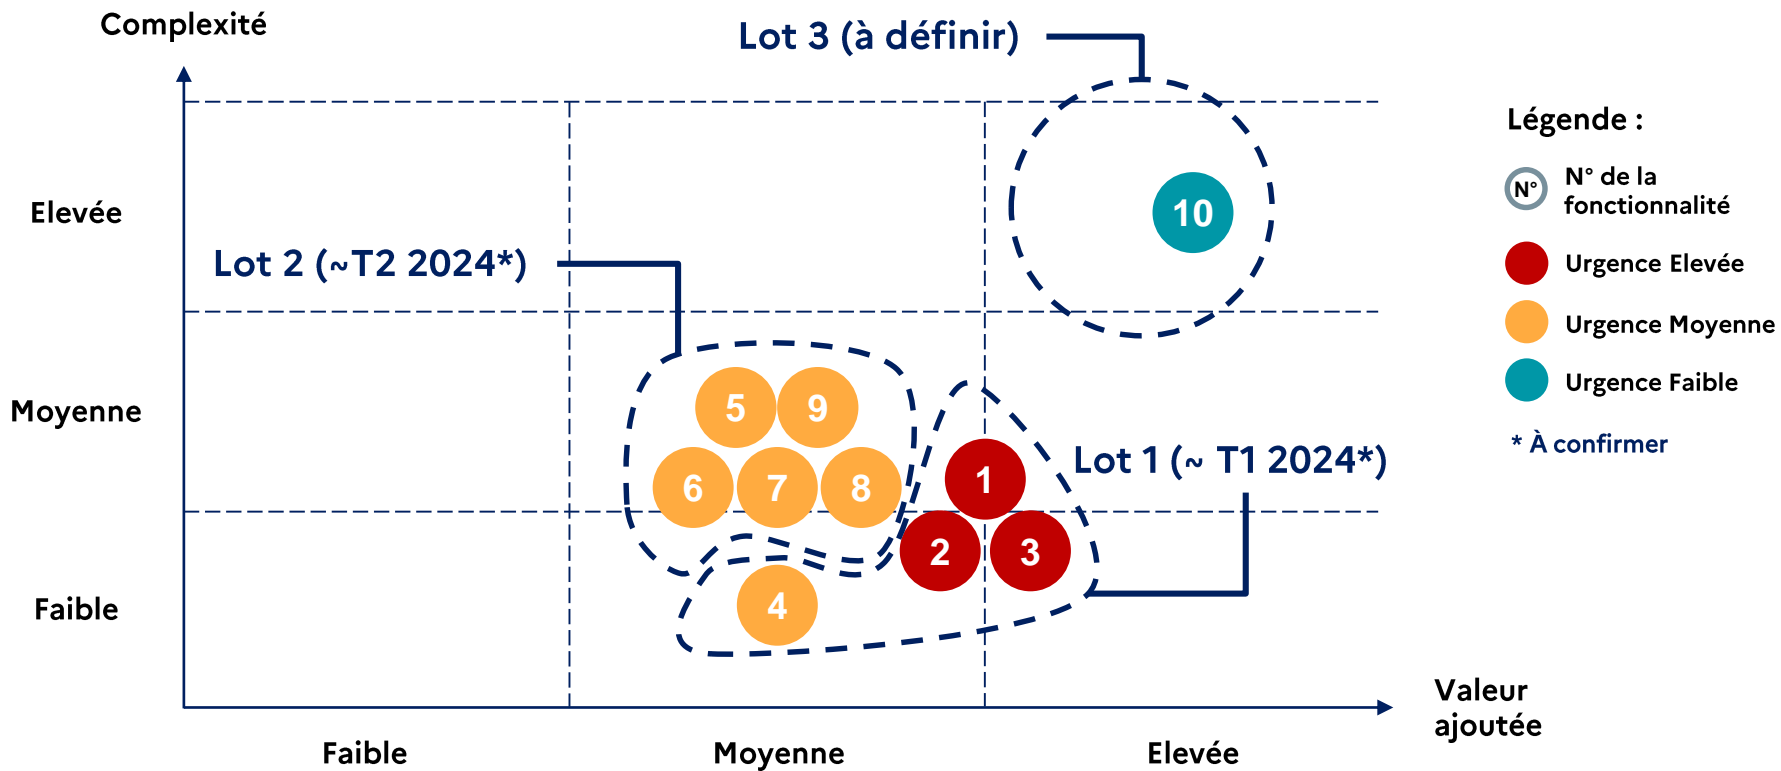 Complexité
Lot 3 (à définir)
Légende :
N°
N° de la
fonctionnalité
Elevée
10
Urgence Elevée
Lot 2 (~T2 2024*)
Urgence Moyenne
Urgence Faible
Moyenne
5
9
* À confirmer
6
7
8
1
Lot 1 (~ T1 2024*)
2
3
Faible
4
Valeur
ajoutée
Faible
Moyenne
Elevée